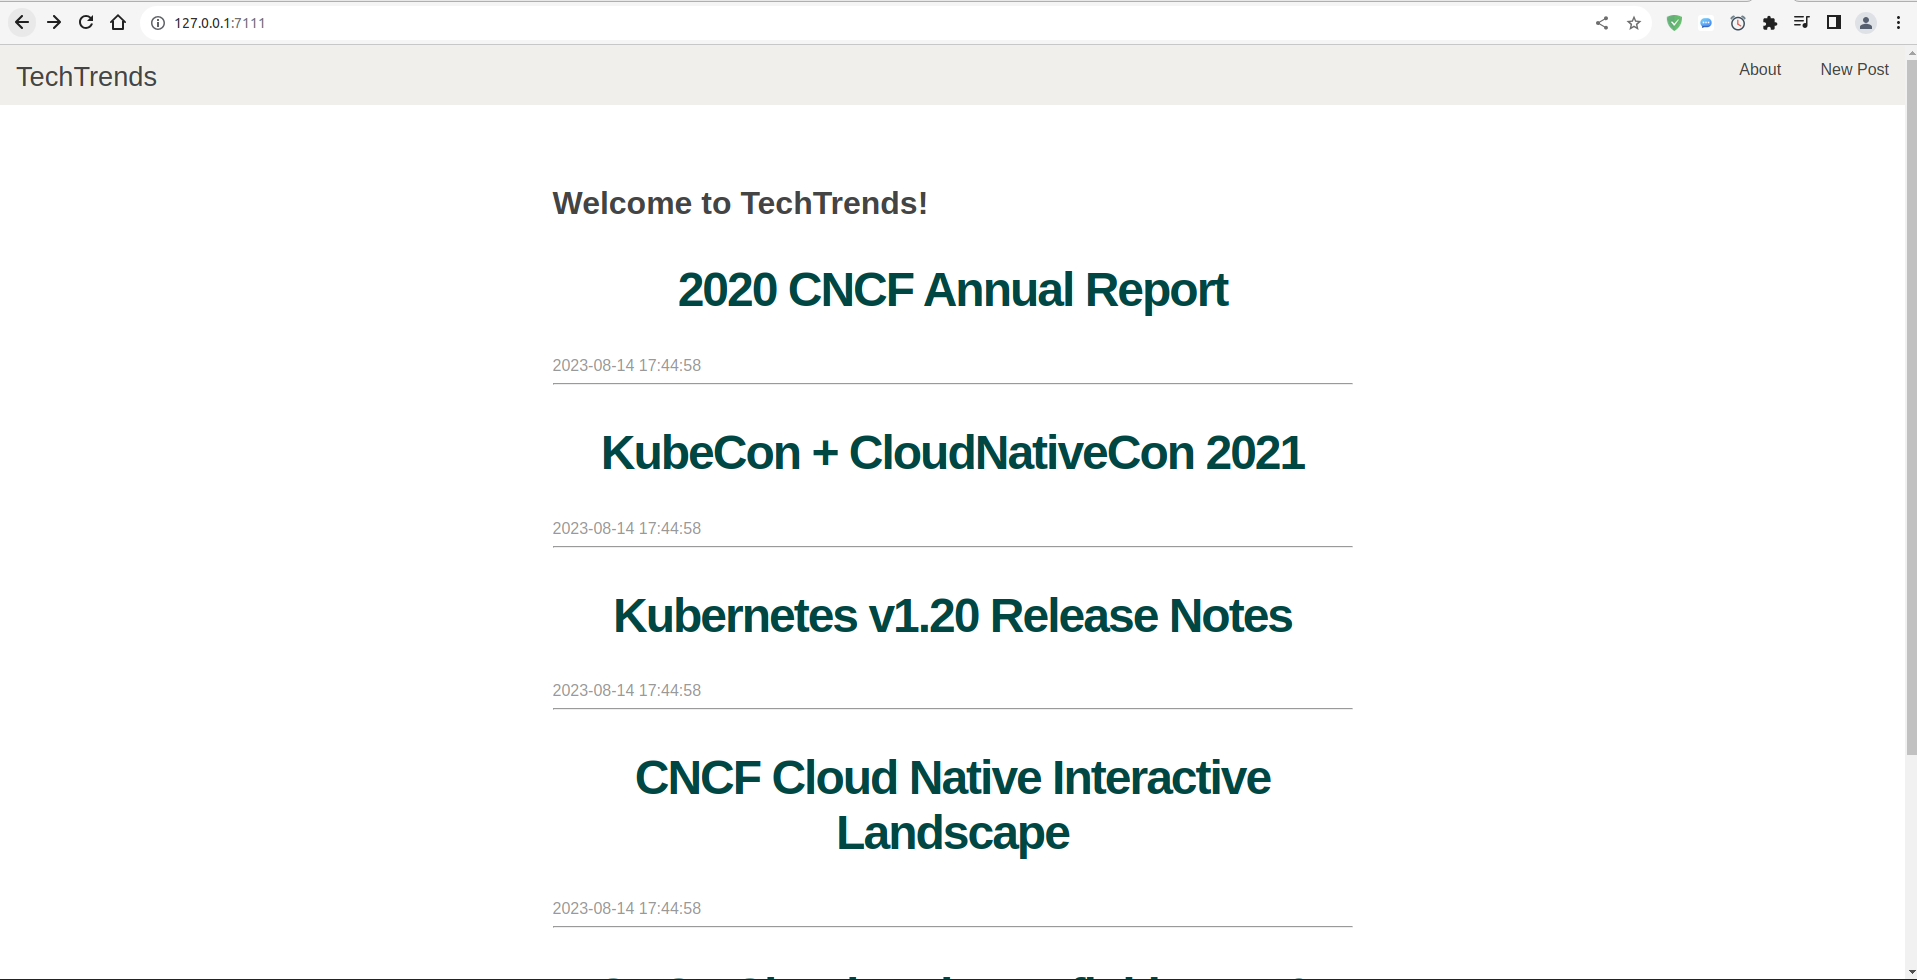 127.0.0.1:7111
TechTrends
About
New Post
Welcome to TechTrends!
2020 CNCF Annual Report
2023-08-14 17:44:58
KubeCon + CloudNativeCon 2021
2023-08-14 17:44:58
Kubernetes v1.20 Release Notes
2023-08-14 17:44:58
CNCF Cloud Native Interactive
Landscape
2023-08-14 17:44:58